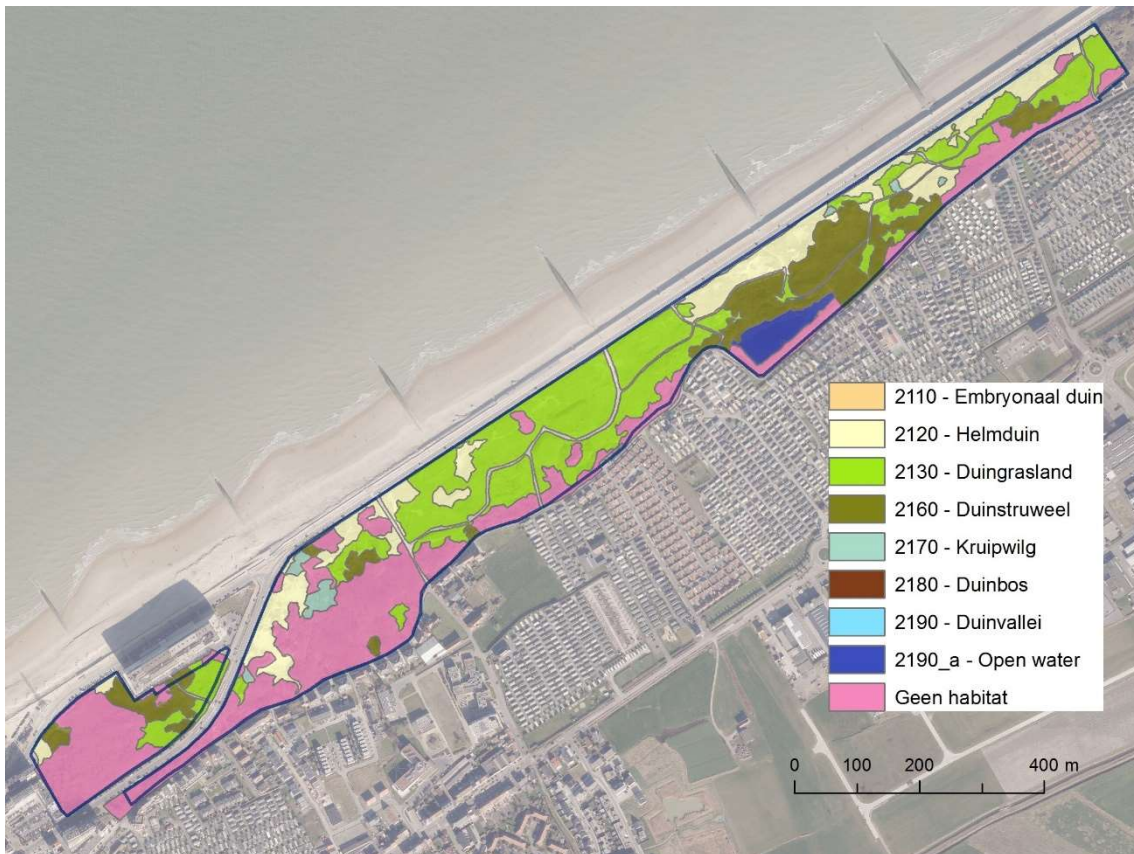 2110 - Embryonaal duin
2120 - Helmduin
2130 - Duingrasland
2160 - Duinstruweel
2170 - Kruipwilg
2180 - Duinbos
2190 - Duinvallei
2190_a - Open water
Geen habitat
0 100 200 400 m